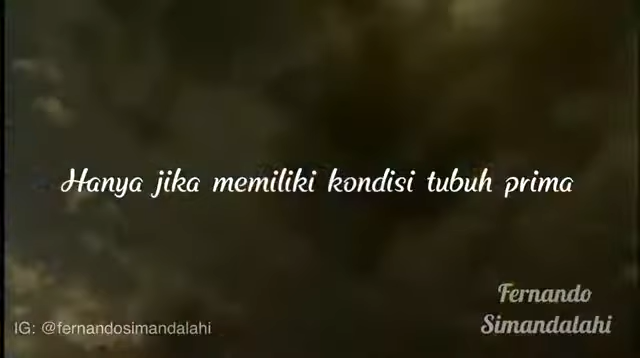 Hanya jika memiliki kondisi tubuh prima
Fernando
Simandalahi
IG: @fernandosimandalahi